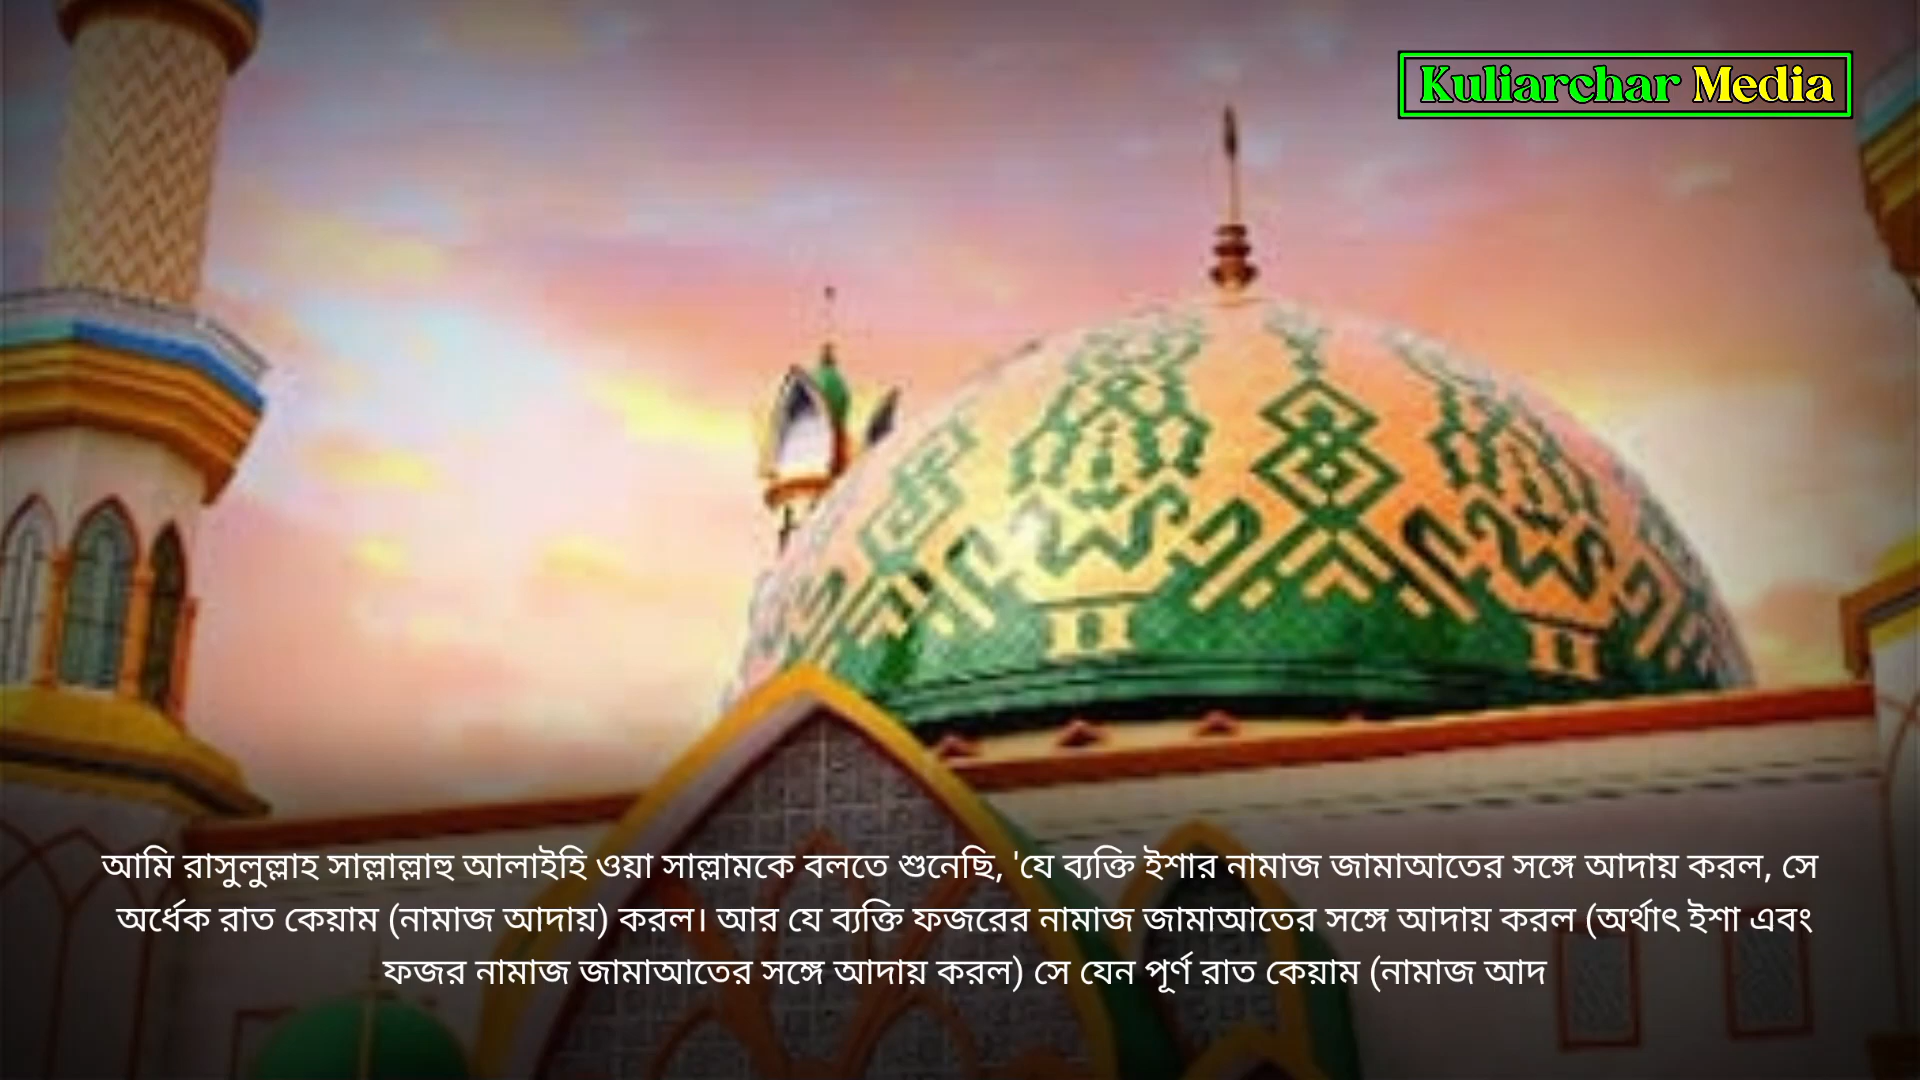 Kuliarchar Media
আমি রাসুলুল্লাহ সাল্লাল্লাহু আলাইহি ওয়া সাল্লামকে বলতে শুনেছি, 'যে ব্যক্তি ইশার নামাজ জামাআতের সঙ্গে আদায় করল, সে
অর্ধেক রাত কেয়াম (নামাজ আদায়) করল। আর যে ব্যক্তি ফজরের নামাজ জামাআতের সঙ্গে আদায় করল (অর্থাৎ ইশা এবং
ফজর নামাজ জামাআতের সঙ্গে আদায় করল) সে যেন পূর্ণ রাত কেয়াম (নামাজ আদ